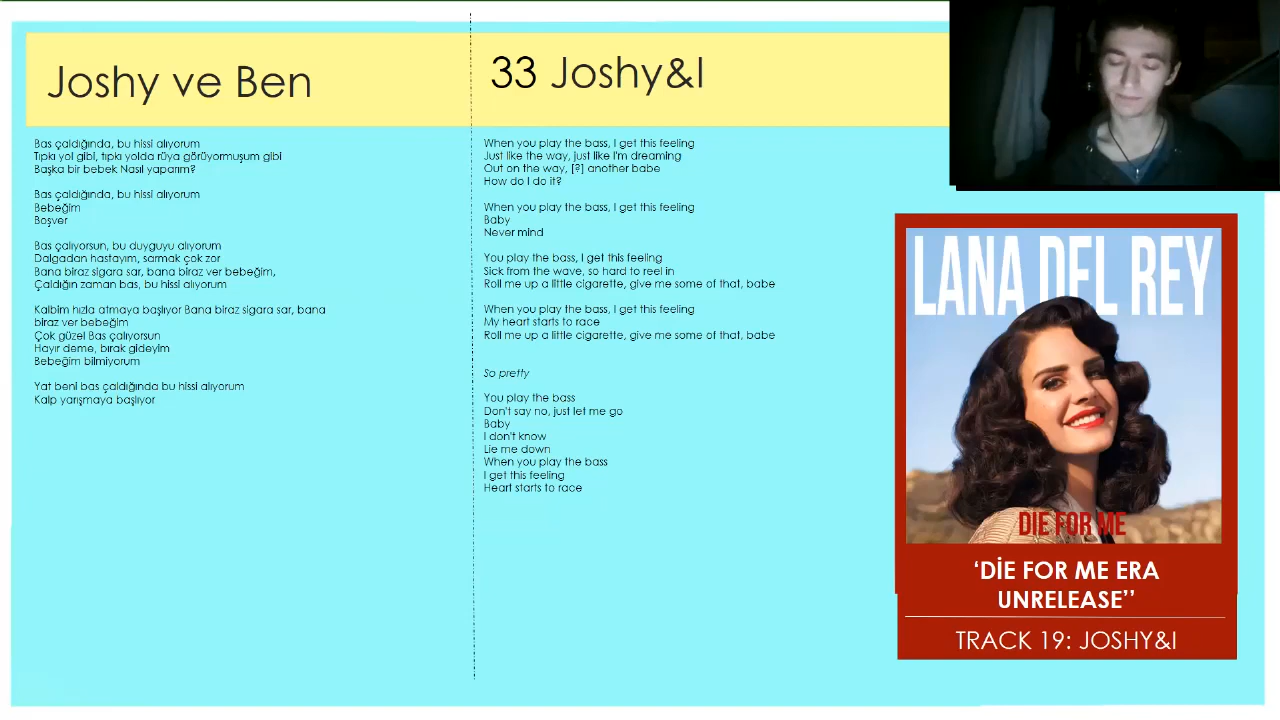 Joshy ve Ben
Bas çaldığında, bu hissi alıyorum
Tıpkı yol gibi, tıpkı yolda rüya görüyormuşum gibi
Başka bir bebek Nasıl yaparım?
Bas çaldığında, bu hissi alıyorum
Bebeğim
Boşver
Bas çalıyorsun, bu duyguyu alıyorum
Dalgadan hastayım, sarmak çok zor
Bana biraz sigara sar, bana biraz ver bebeğim,
Çaldığın zaman bas, bu hissi alıyorum
Kalbim hızla atmaya başlıyor Bana biraz sigara sar, bana
biraz ver bebeğim
Çok güzel Bas çalıyorsun
Hayır deme, bırak gideyim
Bebeğim bilmiyorum
Yat beni bas çaldığında bu hissi alıyorum
Kalp yarışmaya başlıyor
33 Joshy&I
When you play the bass, I get this feeling
Just like the way, just like I'm dreaming
Out on the way, [?] another babe
How do I do it?
When you play the bass, I get this feeling
Baby
Never mind
You play the bass, I get this feeling
Sick from the wave, so hard to reel in
Roll me up a little cigarette, give me some of that, babe
When you play the bass, I get this feeling
My heart starts to race
Roll me up a little cigarette, give me some of that, babe
So pretty
You play the bass
Don't say no, just let me go
Baby
I don't know
Lie me down
When you play the bass
I get this feeling
Heart starts to race
LANA DEL REY
DIE FOR ME
‘DİE FOR ME ERA
UNRELEASE’’
TRACK 19: JOSHY&I